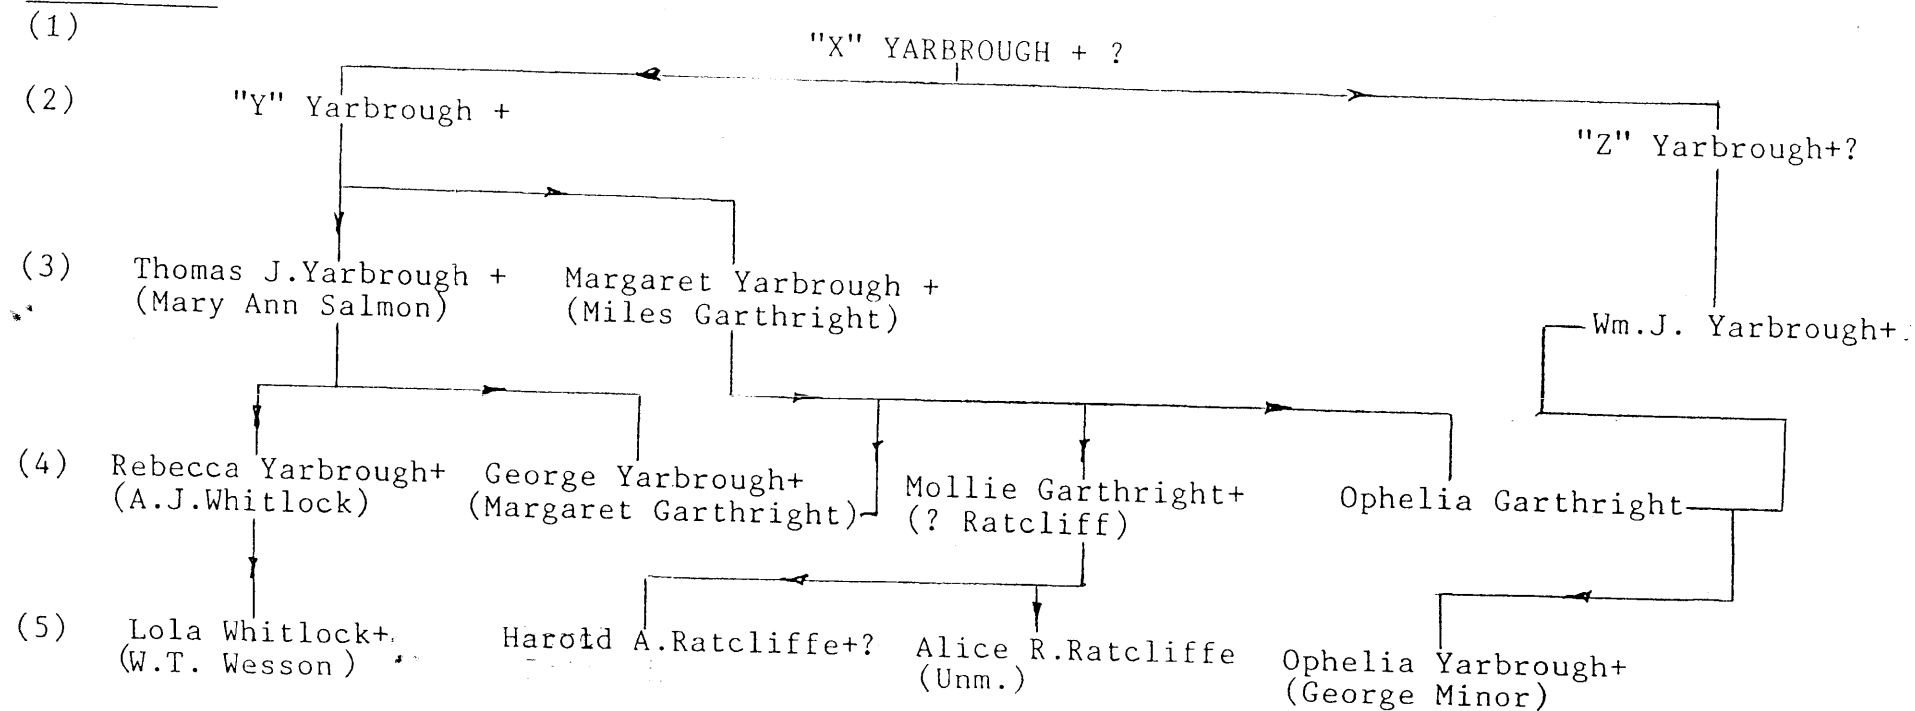 (1)
"X" YARBROUGH + ?
(2) "Y" Yarbrough +
"Z" Yarbrough+?
(3) Thomas J.Yarbrough + Margaret Yarbrough +
(Mary Ann Salmon) (Miles Garthright)
Wm.J. Yarbrough+
(4) Rebecca Yarbrough+ George Yarbrough+ Mollie Garthright+ Ophelia Garthright
(A.J.Whitlock) (Margaret Garthright) (? Ratcliff)
(5) Lola Whitlock+ Harold A.Ratcliffe+? Alice R.Ratcliffe Ophelia Yarbrough+
(W.T. Wesson) (Unm.) (George Minor)